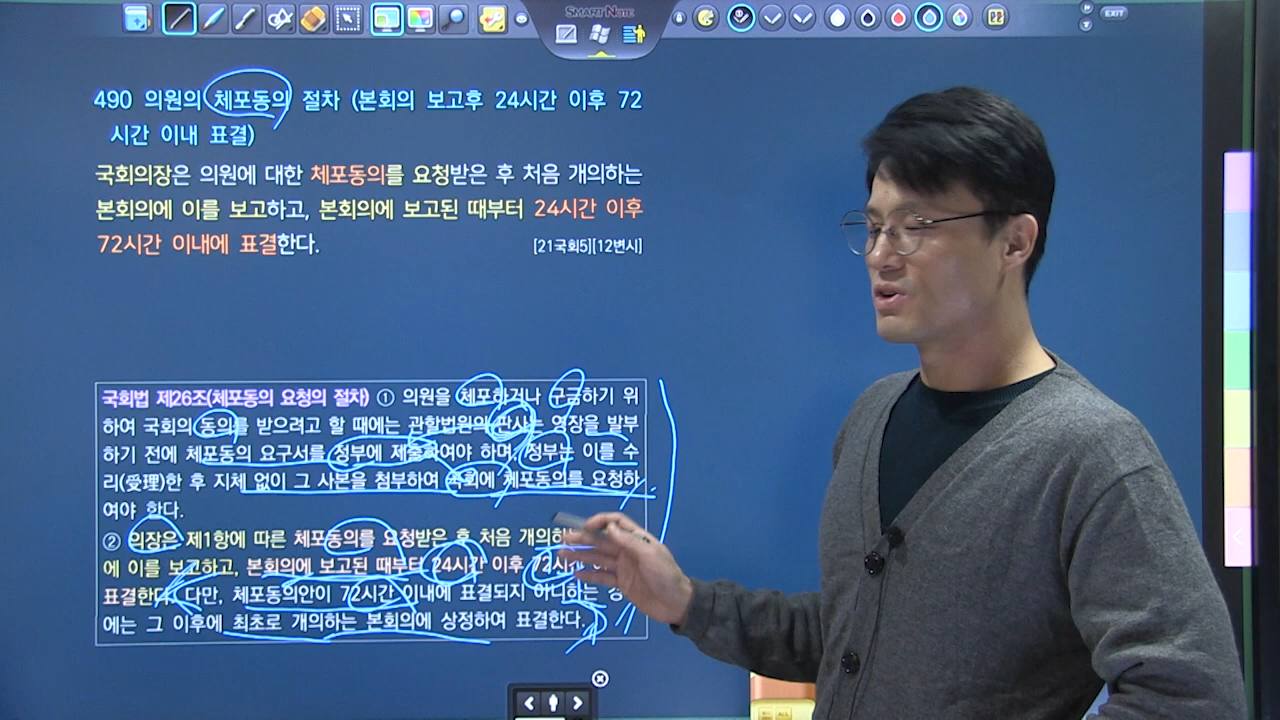 SMART NOTE
EXIT
490 의원의 체포동의 절차 (본회의 보고후 24시간 이후 72
시간 이내 표결)
국회의장은 의원에 대한 체포동의를 요청받은 후 처음 개의하는
본회의에 이를 보고하고, 본회의에 보고된 때부터 24시간 이후
72시간 이내에 표결한다. [21국회5][12변시]
국회법 제26조(체포동의 요청의 절차) ① 의원을 체포하거나 구금하기 위
하여 국회의 동의를 받으려고 할 때에는 관할법원의 판사는 영장을 발부
하기 전에 체포동의 요구서를 정부에 제출하여야 하며, 정부는 이를 수
리(受理)한 후 지체 없이 그 사본을 첨부하여 국회에 체포동의를 요청하
여야 한다.
② 의장은 제1항에 따른 체포동의를 요청받은 후 처음 개의하는
에 이를 보고하고, 본회의에 보고된 때부터 24시간 이후 72시간
표결한다. 다만, 체포동의안이 72시간 이내에 표결되지 아니하는 경
에는 그 이후에 최초로 개의하는 본회의에 상정하여 표결한다.